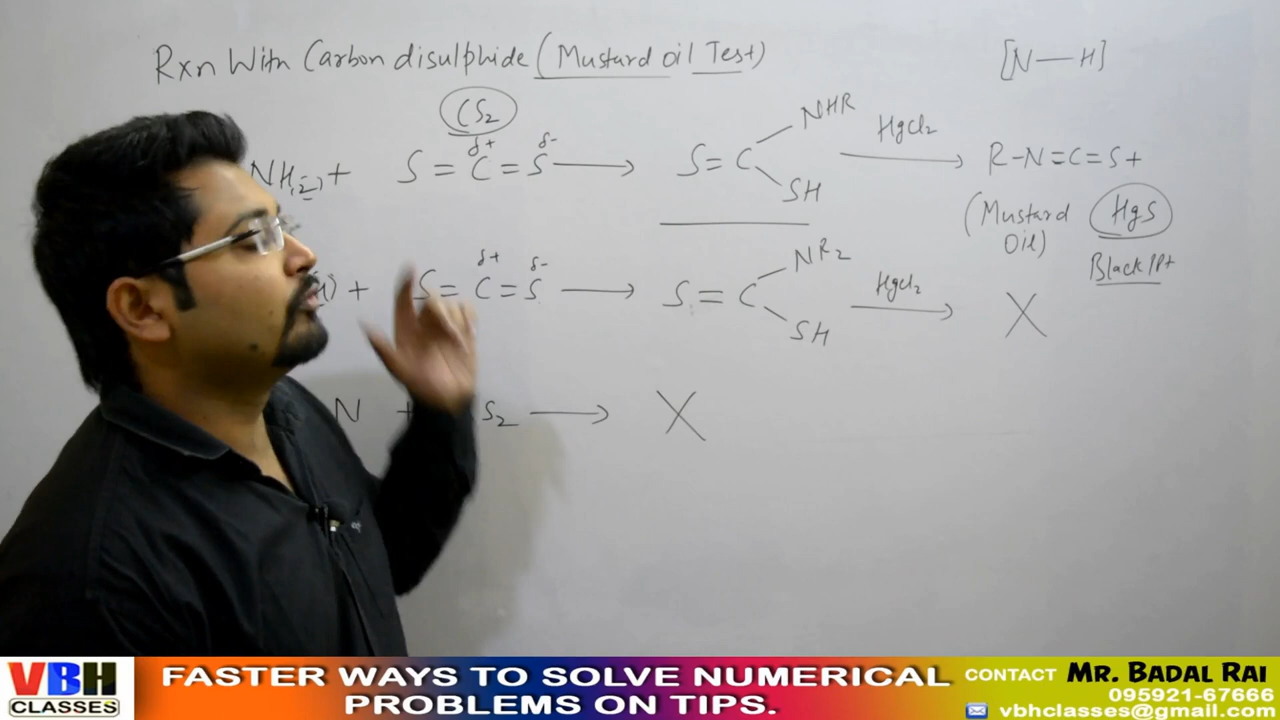 Rxn With Carbon disulphide (Mustard oil Test) [N—H]
CS2
NH(2) + S=C=S → S=C NHR SH HgCl2 → R-N=C=S+
δ+ δ-
(Mustard Oil) HgS
Black PPt
+ S=C=S → S=C NR2 SH HgCl2 → X
δ+ δ-
N + S2 → X
VBH
CLASSES
FASTER WAYS TO SOLVE NUMERICAL
PROBLEMS ON TIPS.
CONTACT MR. BADAL RAI
095921-67666
vbhclasses@gmail.com